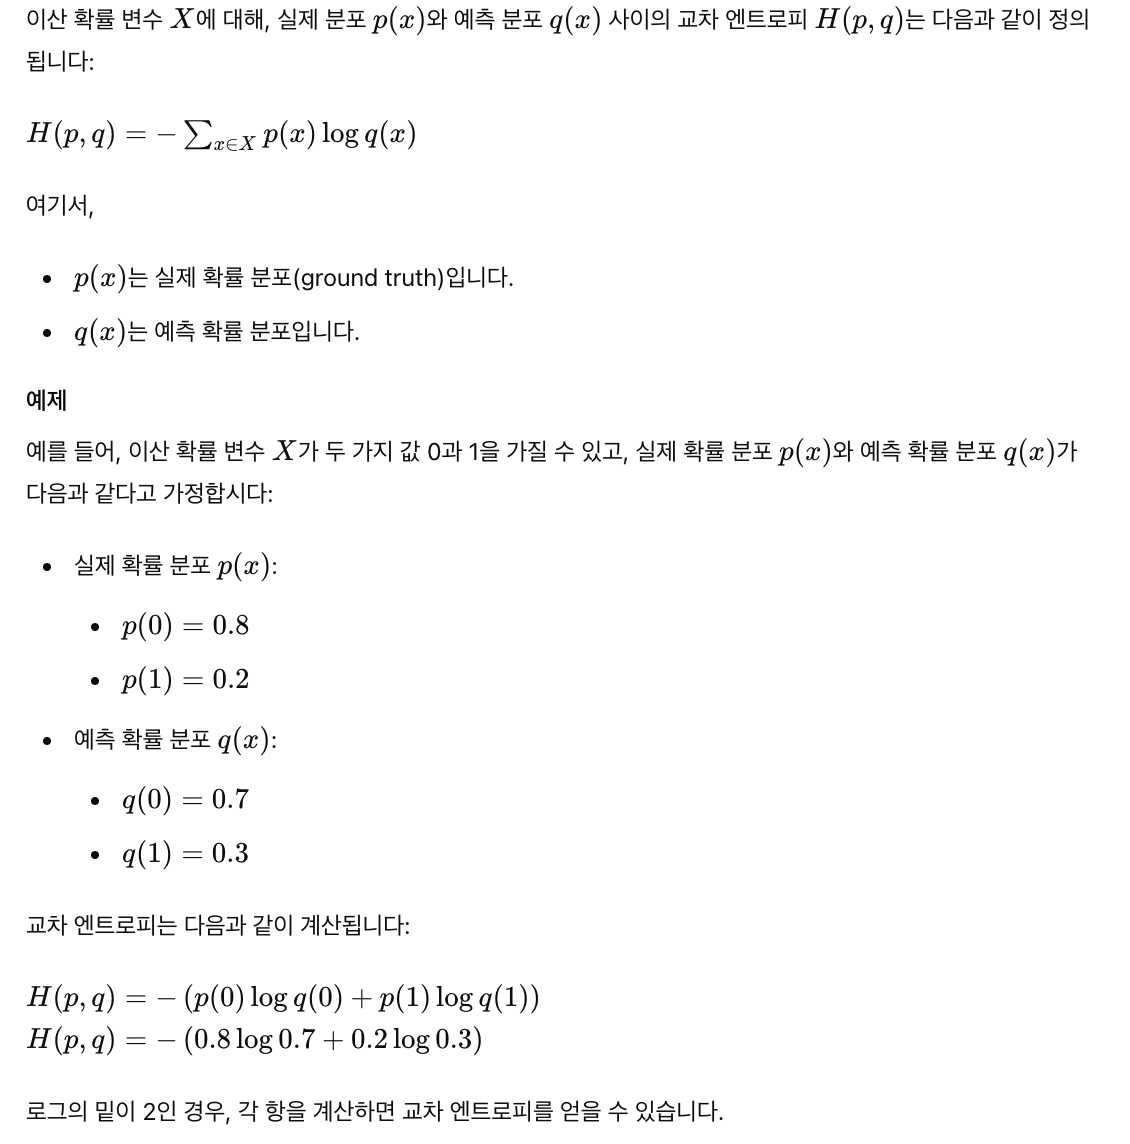 이산 확률 변수 X에 대해, 실제 분포 p(x)와 예측 분포 q(x) 사이의 교차 엔트로피 H(p, q)는 다음과 같이 정의
됩니다:
H(p, q) = − ∑x∈X p(x) log q(x)
여기서,
• p(x)는 실제 확률 분포(ground truth)입니다.
• q(x)는 예측 확률 분포입니다.
예제
예를 들어, 이산 확률 변수 X가 두 가지 값 0과 1을 가질 수 있고, 실제 확률 분포 p(x)와 예측 확률 분포 q(x)가
다음과 같다고 가정합시다:
• 실제 확률 분포 p(x):
• p(0) = 0.8
• p(1) = 0.2
• 예측 확률 분포 q(x):
• q(0) = 0.7
• q(1) = 0.3
교차 엔트로피는 다음과 같이 계산됩니다:
H(p, q) = − (p(0) log q(0) + p(1) log q(1))
H(p, q) = − (0.8 log 0.7 + 0.2 log 0.3)
로그의 밑이 2인 경우, 각 항을 계산하면 교차 엔트로피를 얻을 수 있습니다.